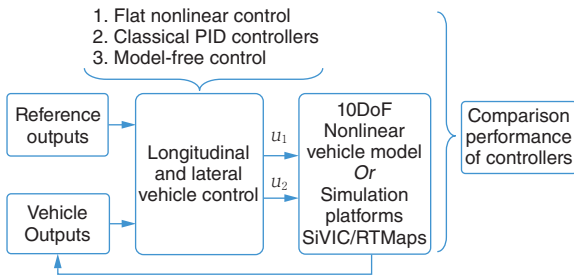 1. Flat nonlinear control
2. Classical PID controllers
3. Model-free control
Reference
outputs
Vehicle
Outputs
Longitudinal
and lateral
vehicle control
u1
u2
10DoF
Nonlinear
vehicle model
Or
Simulation
platforms
SiVIC/RTMaps
Comparison
performance
of controllers